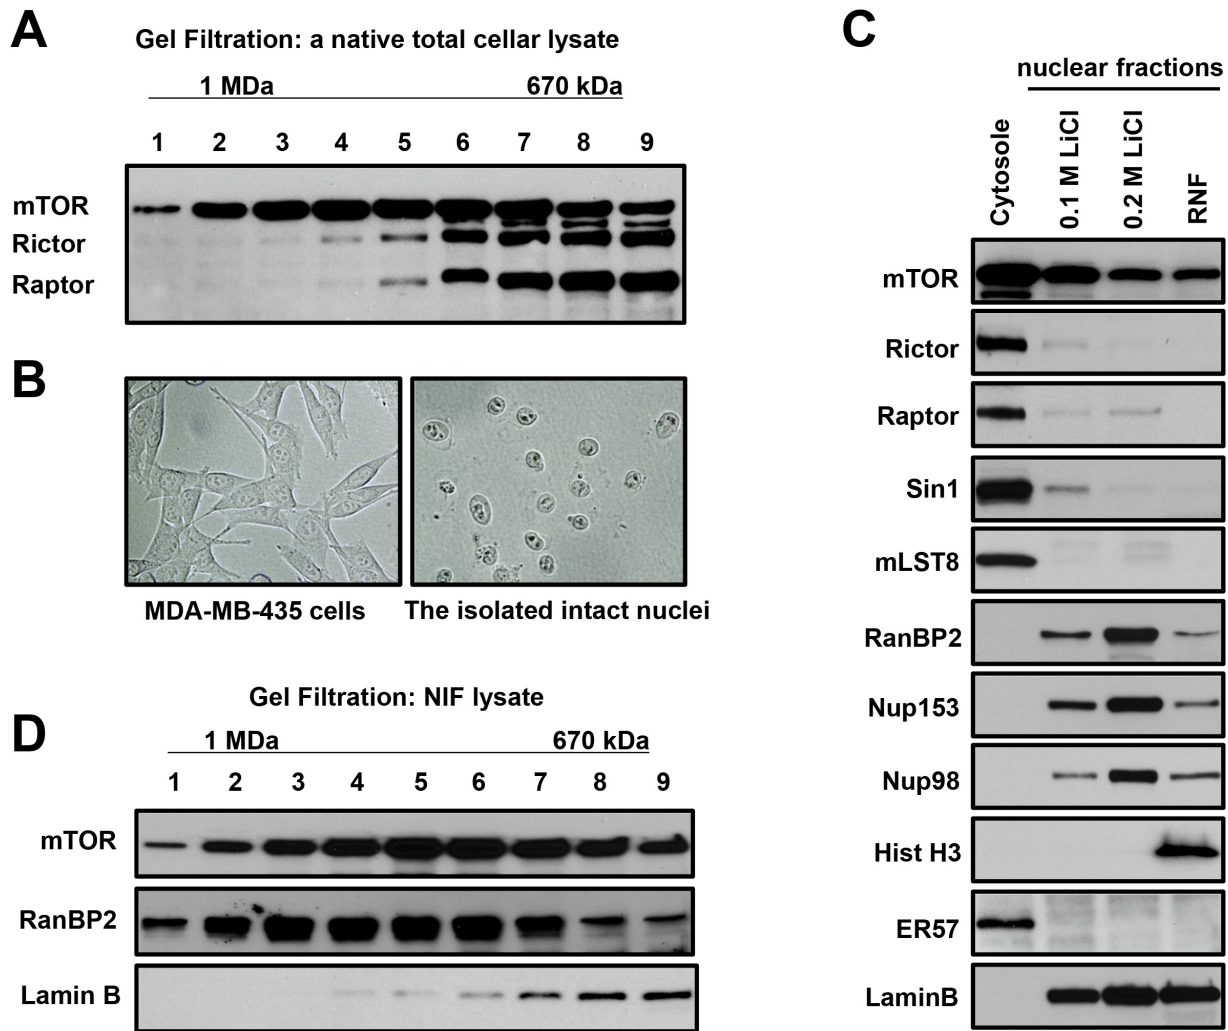 A
Gel Filtration: a native total cellar lysate
1 MDa 670 kDa
1 2 3 4 5 6 7 8 9
mTOR
Rictor
Raptor
B
MDA-MB-435 cells
The isolated intact nuclei
C
nuclear fractions
Cytosole
0.1 M LiCl
0.2 M LiCl
RNF
mTOR
Rictor
Raptor
Sin1
mLST8
RanBP2
Nup153
Nup98
Hist H3
ER57
LaminB
D
Gel Filtration: NIF lysate
1 MDa 670 kDa
1 2 3 4 5 6 7 8 9
mTOR
RanBP2
Lamin B